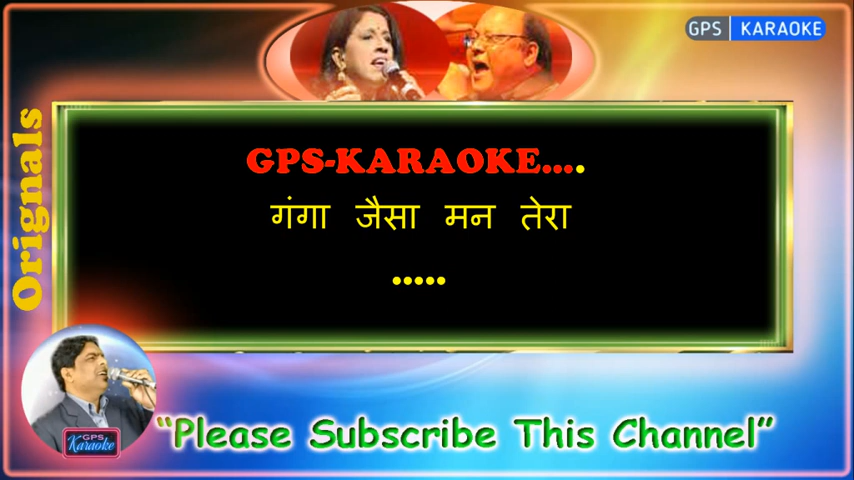 GPS | KARAOKE
Orignals
GPS-KARAOKE....
गंगा जैसा मन तेरा
.....
GPS
Karaoke
“Please Subscribe This Channel”